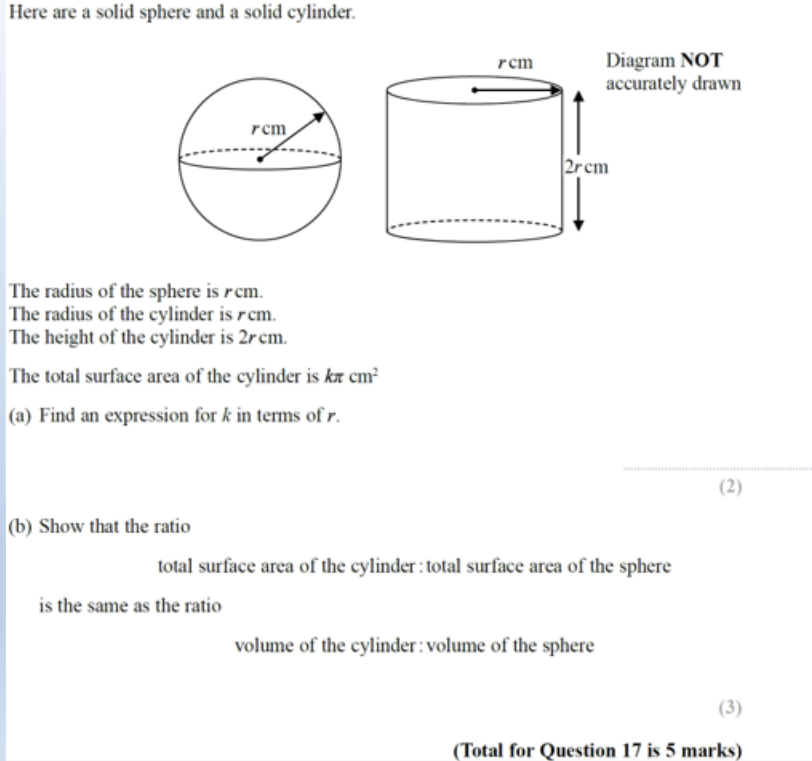 Here are a solid sphere and a solid cylinder.
r cm
Diagram NOT
accurately drawn
r cm
2r cm
The radius of the sphere is r cm.
The radius of the cylinder is r cm.
The height of the cylinder is 2r cm.
The total surface area of the cylinder is kπ cm²
(a) Find an expression for k in terms of r.
(2)
(b) Show that the ratio
total surface area of the cylinder : total surface area of the sphere
is the same as the ratio
volume of the cylinder : volume of the sphere
(3)
(Total for Question 17 is 5 marks)